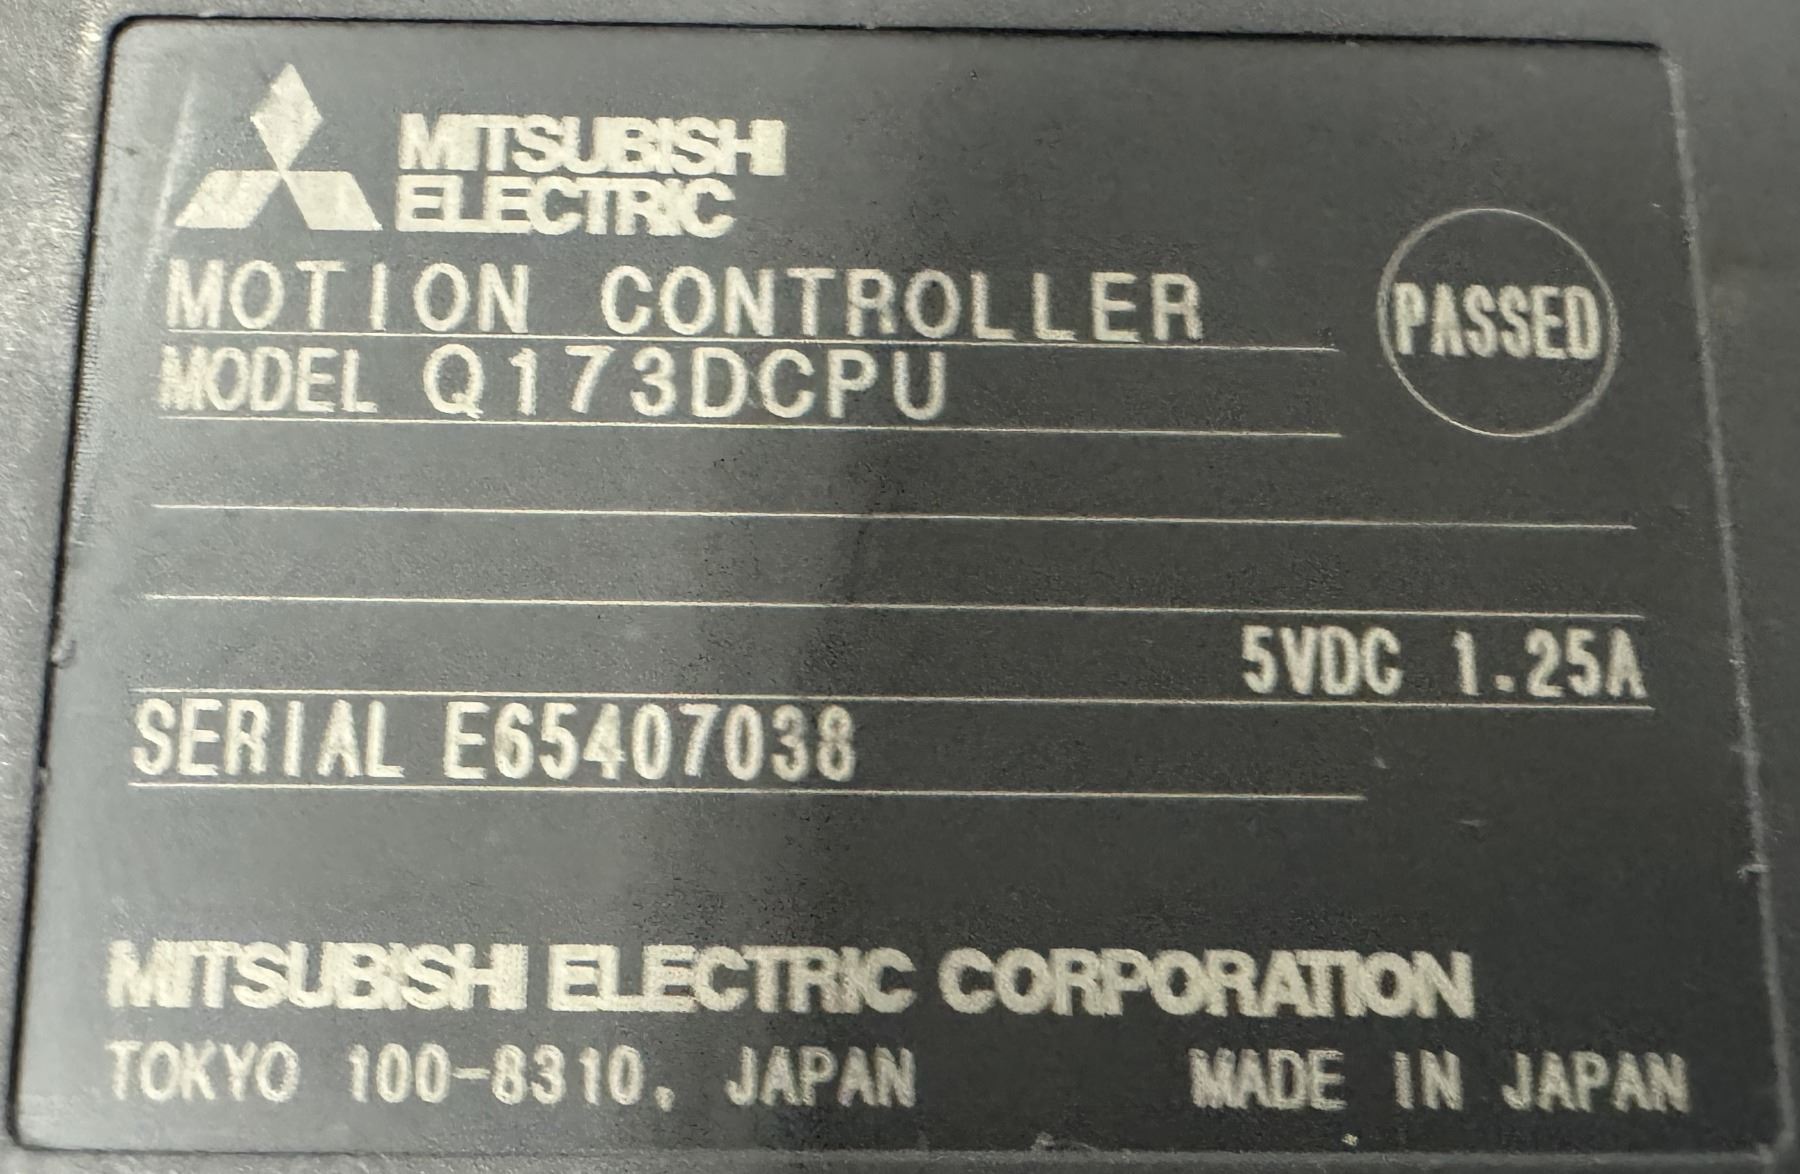 MITSUBISHI
ELECTRIC
MOTION CONTROLLER
PASSED
MODEL Q173DCPU
5VDC 1.25A
SERIAL E65407038
MITSUBISHI ELECTRIC CORPORATION
TOKYO 100-8310, JAPAN MADE IN JAPAN